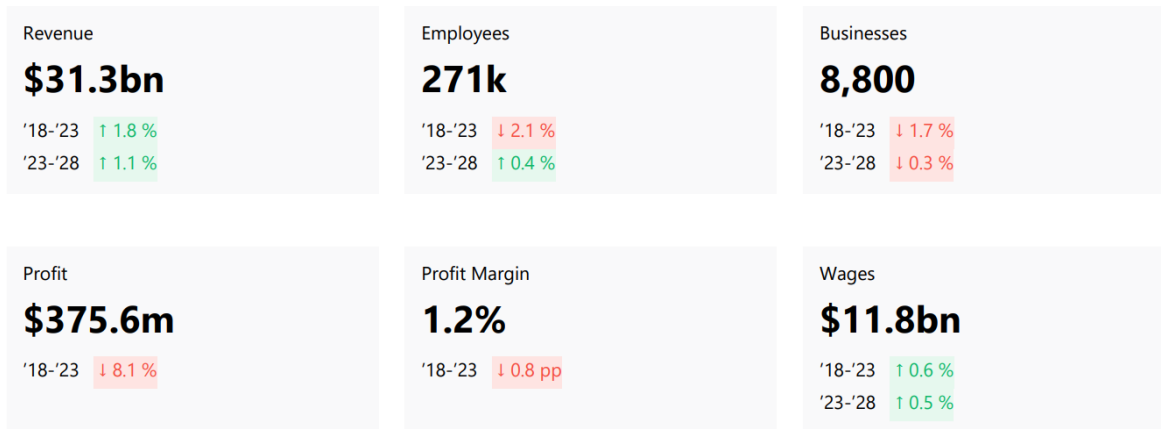 Revenue
$31.3bn
’18-’23 ↑ 1.8 %
’23-’28 ↑ 1.1 %
Employees
271k
’18-’23 ↓ 2.1 %
’23-’28 ↑ 0.4 %
Businesses
8,800
’18-’23 ↓ 1.7 %
’23-’28 ↓ 0.3 %
Profit
$375.6m
’18-’23 ↓ 8.1 %
Profit Margin
1.2%
’18-’23 ↓ 0.8 pp
Wages
$11.8bn
’18-’23 ↑ 0.6 %
’23-’28 ↑ 0.5 %